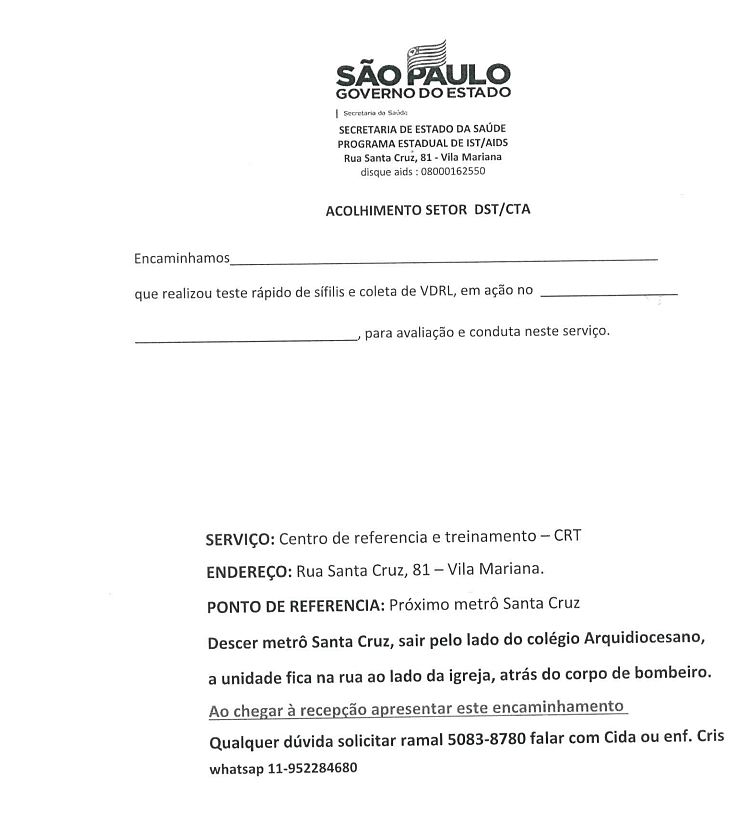 SÃO PAULO
GOVERNO DO ESTADO
Secretaria da Saúde
SECRETARIA DE ESTADO DA SAÚDE
PROGRAMA ESTADUAL DE IST/AIDS
Rua Santa Cruz, 81 - Vila Mariana
disque aids : 08000162550
ACOLHIMENTO SETOR DST/CTA
Encaminhamos
que realizou teste rápido de sífilis e coleta de VDRL, em ação no
, para avaliação e conduta neste serviço.
SERVIÇO: Centro de referencia e treinamento – CRT
ENDEREÇO: Rua Santa Cruz, 81 – Vila Mariana.
PONTO DE REFERENCIA: Próximo metrô Santa Cruz
Descer metrô Santa Cruz, sair pelo lado do colégio Arquidiocesano,
a unidade fica na rua ao lado da igreja, atrás do corpo de bombeiro.
Ao chegar à recepção apresentar este encaminhamento
Qualquer dúvida solicitar ramal 5083-8780 falar com Cida ou enf. Cris
whatsap 11-952284680